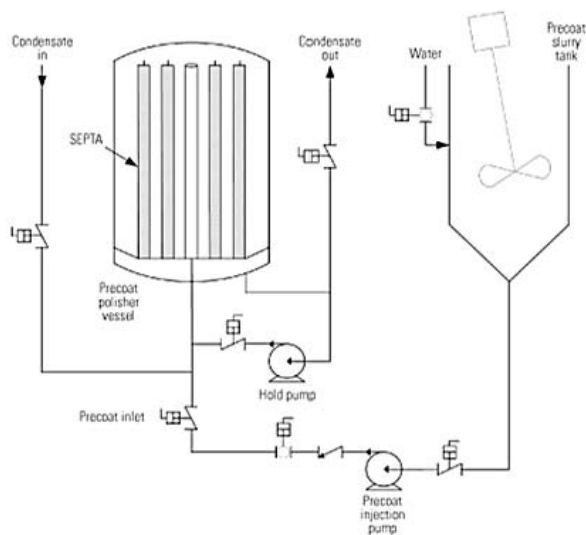 Condensate
in
Condensate
out
Precoat
slurry
tank
Water
SEPTA
Precoat
polisher
vessel
Hold pump
Precoat inlet
Precoat
injection
pump